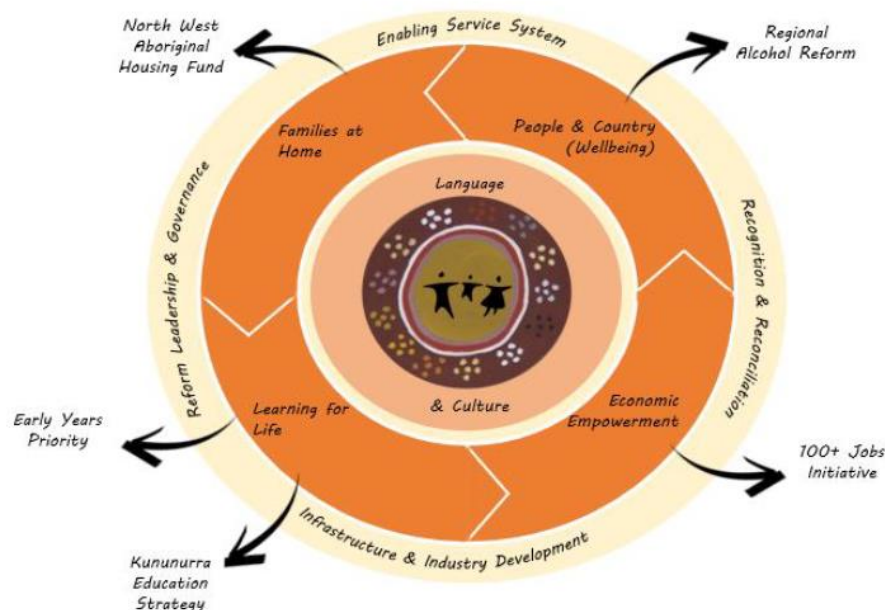 North West
Aboriginal
Housing Fund
Enabling Service System
Regional
Alcohol Reform
Families at
Home
People & Country
(Wellbeing)
Language
Reform Leadership & Governance
Recognition & Reconciliation
Early Years
Priority
Learning for
Life
& Culture
Economic
Empowerment
100+ Jobs
Initiative
Infrastructure & Industry Development
Kununurra
Education
Strategy